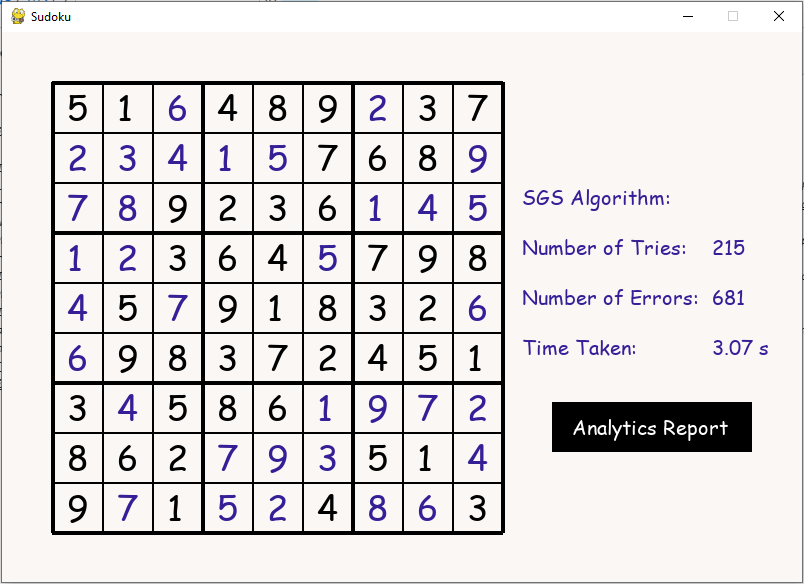 Sudoku
5 1 6 4 8 9 2 3 7
2 3 4 1 5 7 6 8 9
7 8 9 2 3 6 1 4 5
1 2 3 6 4 5 7 9 8
4 5 7 9 1 8 3 2 6
6 9 8 3 7 2 4 5 1
3 4 5 8 6 1 9 7 2
8 6 2 7 9 3 5 1 4
9 7 1 5 2 4 8 6 3
SGS Algorithm:
Number of Tries: 215
Number of Errors: 681
Time Taken: 3.07 s
Analytics Report